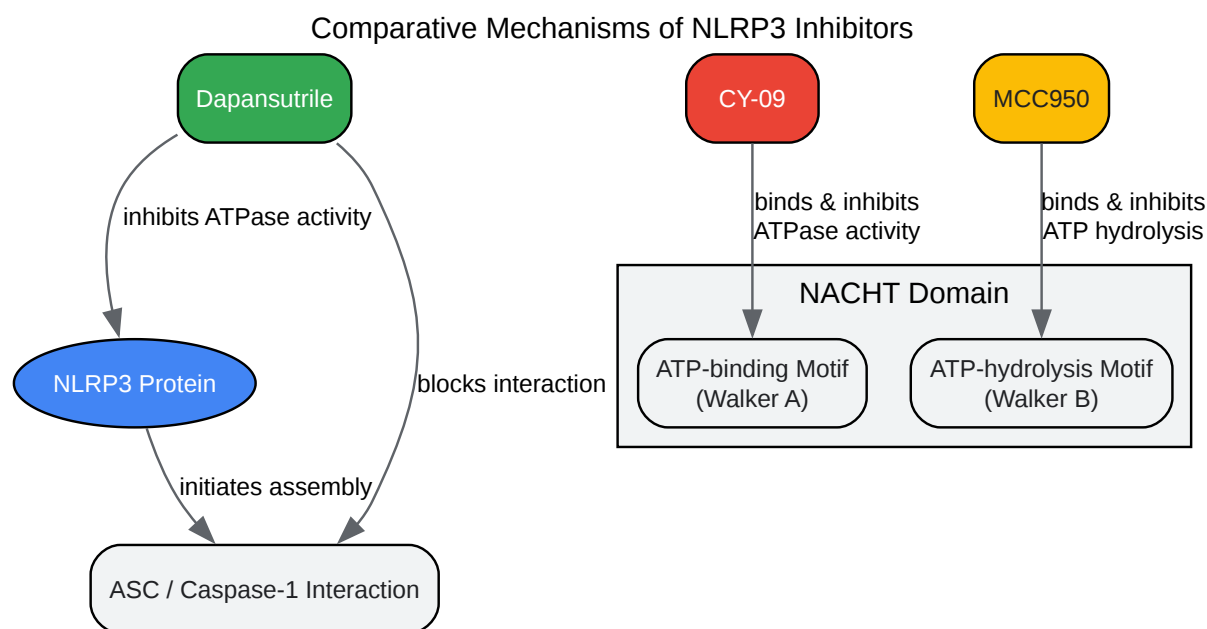 Comparative Mechanisms of NLRP3 Inhibitors
Dapansutrile
CY-09
MCC950
inhibits ATPase activity
binds & inhibits
ATPase activity
binds & inhibits
ATP hydrolysis
NACHT Domain
NLRP3 Protein
blocks interaction
ATP-binding Motif
(Walker A)
ATP-hydrolysis Motif
(Walker B)
initiates assembly
ASC / Caspase-1 Interaction